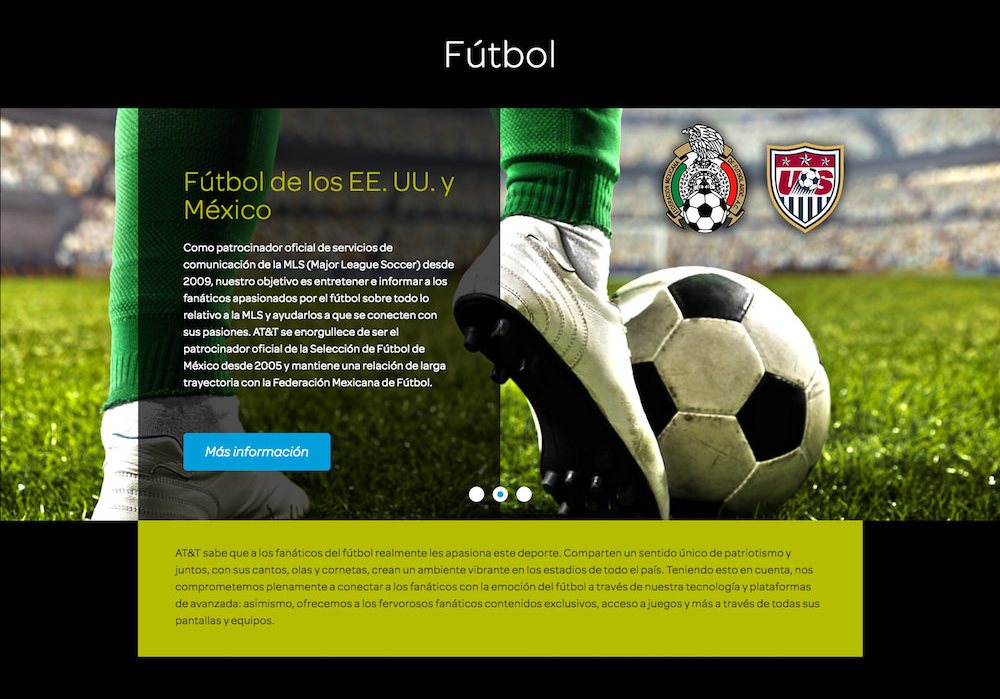 Fútbol
Fútbol de los EE. UU. y
México
Como patrocinador oficial de servicios de
comunicación de la MLS (Major League Soccer) desde
2009, nuestro objetivo es entretener e informar a los
fanáticos apasionados por el fútbol sobre todo lo
relativo a la MLS y ayudarlos a que se conecten con
sus pasiones. AT&T se enorgullece de ser el
patrocinador oficial de la Selección de Fútbol de
México desde 2005 y mantiene una relación de larga
trayectoria con la Federación Mexicana de Fútbol.
Más información
US
AT&T sabe que a los fanáticos del fútbol realmente les apasiona este deporte. Comparten un sentido único de patriotismo y
juntos, con sus cantos, olas y cornetas, crean un ambiente vibrante en los estadios de todo el país. Teniendo esto en cuenta, nos
comprometemos plenamente a conectar a los fanáticos con la emoción del fútbol a través de nuestra tecnología y plataformas
de avanzada: asimismo, ofrecemos a los fervorosos fanáticos contenidos exclusivos, acceso a juegos y más a través de todas sus
pantallas y equipos.